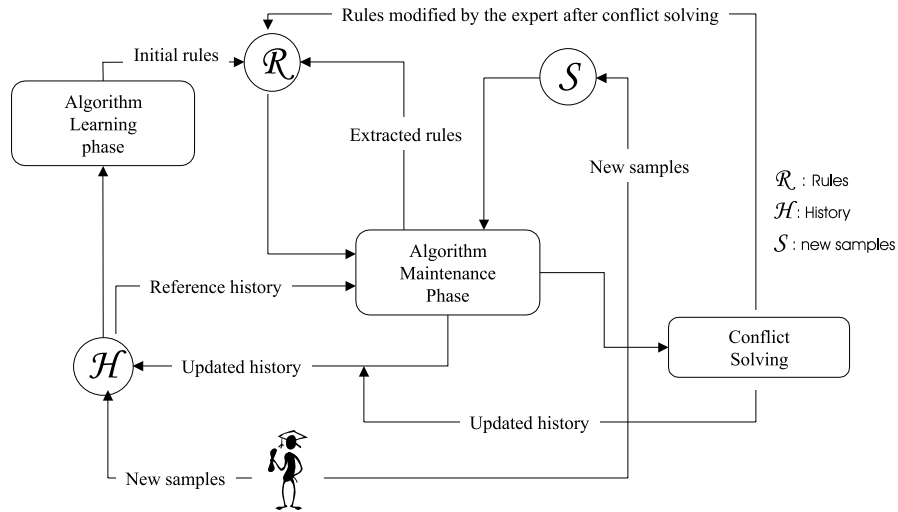 Rules modified by the expert after conflict solving
Initial rules
R
S
Algorithm
Learning
phase
Extracted rules
New samples
R : Rules
H : History
S : new samples
Algorithm
Maintenance
Phase
Reference history
Conflict
Solving
H
Updated history
Updated history
New samples